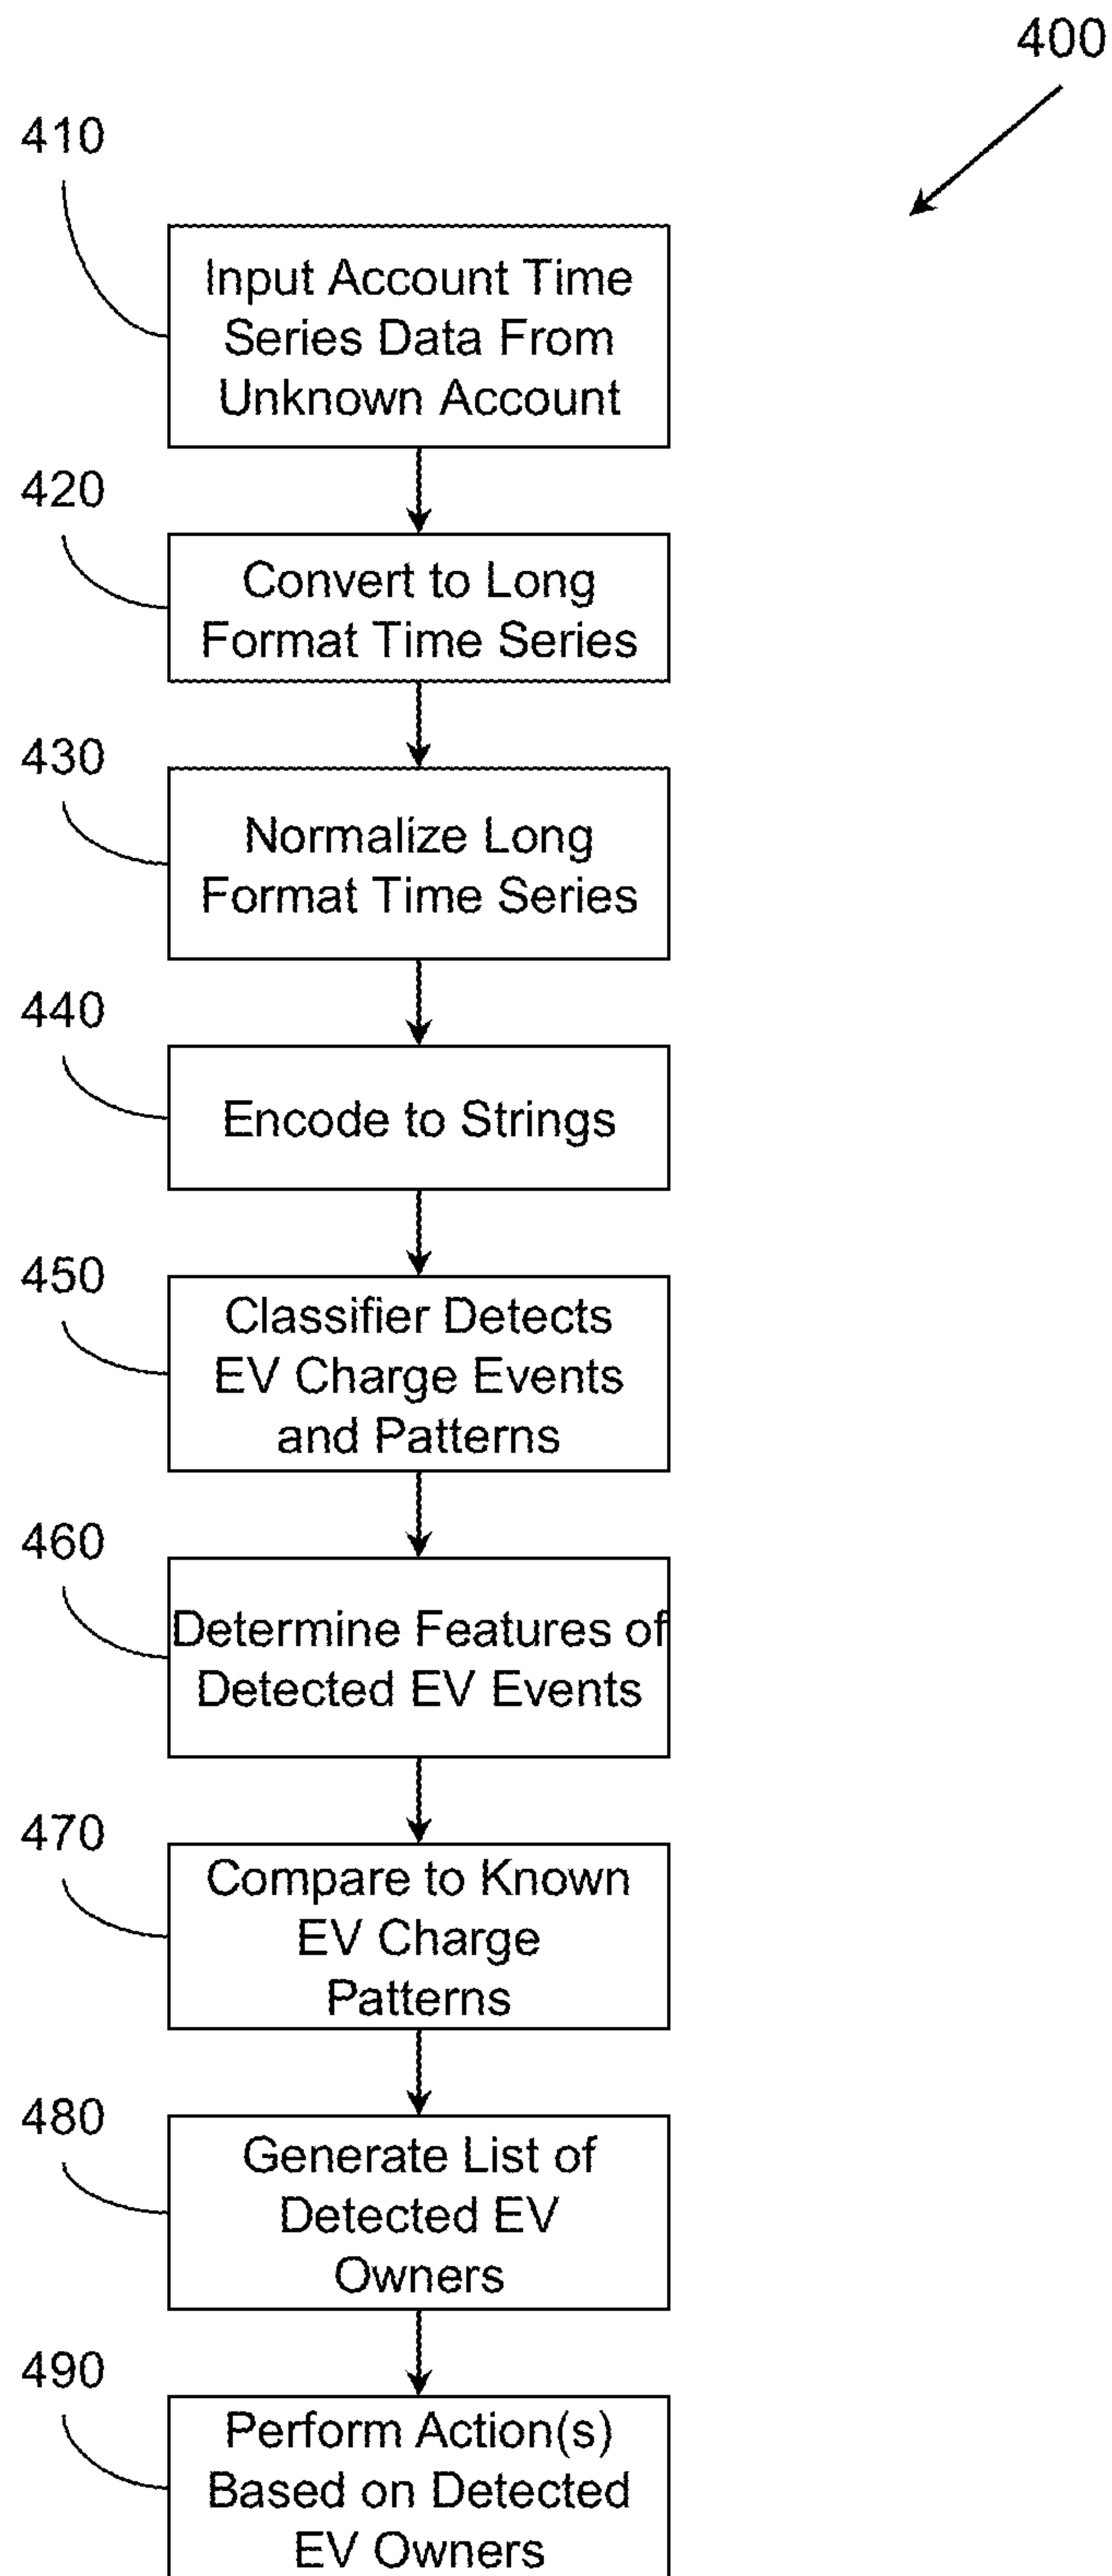 400
410
Input Account Time
Series Data From
Unknown Account
420
Convert to Long
Format Time Series
430
Normalize Long
Format Time Series
440
Encode to Strings
450
Classifier Detects
EV Charge Events
and Patterns
460
Determine Features of
Detected EV Events
470
Compare to Known
EV Charge
Patterns
480
Generate List of
Detected EV
Owners
490
Perform Action(s)
Based on Detected
EV Owners